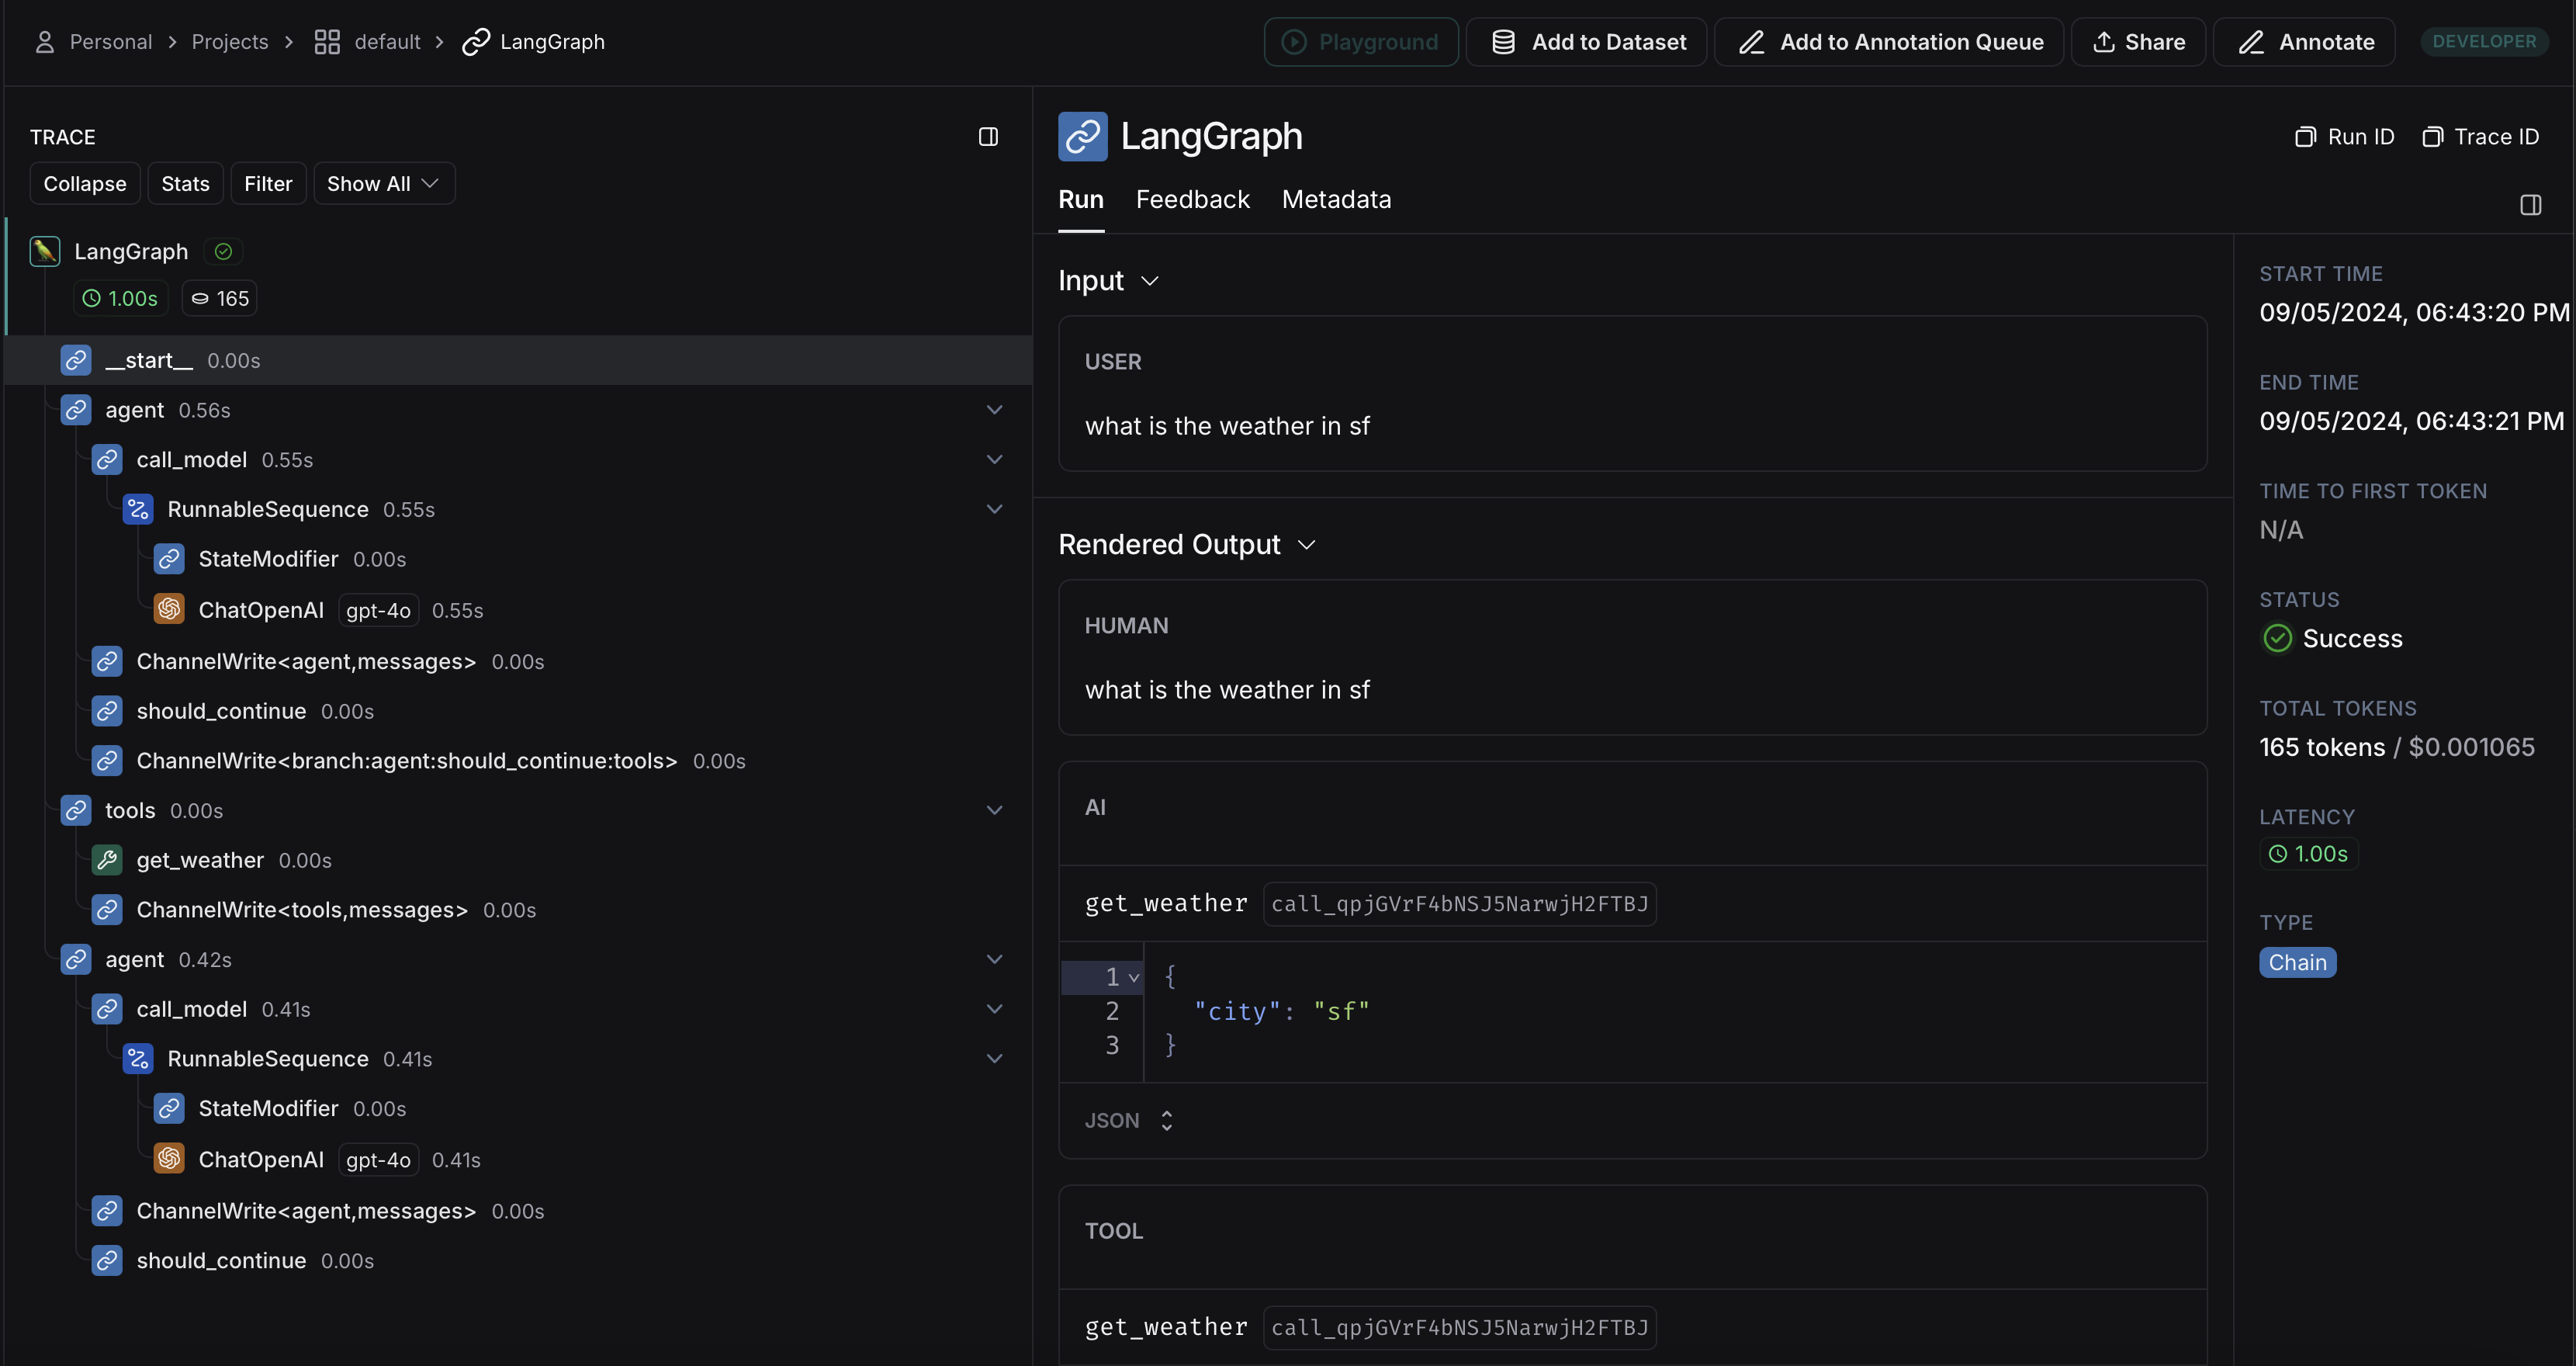 Personal > Projects > default > LangGraph
Playground
Add to Dataset
Add to Annotation Queue
Share
Annotate
DEVELOPER
TRACE
Collapse
Stats
Filter
Show All
LangGraph
1.00s 165
__start__ 0.00s
agent 0.56s
call_model 0.55s
RunnableSequence 0.55s
StateModifier 0.00s
ChatOpenAI gpt-4o 0.55s
ChannelWrite<agent,messages> 0.00s
should_continue 0.00s
ChannelWrite<branch:agent:should_continue:tools> 0.00s
tools 0.00s
get_weather 0.00s
ChannelWrite<tools,messages> 0.00s
agent 0.42s
call_model 0.41s
RunnableSequence 0.41s
StateModifier 0.00s
ChatOpenAI gpt-4o 0.41s
ChannelWrite<agent,messages> 0.00s
should_continue 0.00s
LangGraph
Run ID
Trace ID
Run
Feedback
Metadata
Input
USER
what is the weather in sf
Rendered Output
HUMAN
what is the weather in sf
AI
get_weather call_qpjGVrF4bNSJ5NarwjH2FTBJ
1 {
2 "city": "sf"
3 }
JSON
TOOL
get_weather call_qpjGVrF4bNSJ5NarwjH2FTBJ
START TIME
09/05/2024, 06:43:20 PM
END TIME
09/05/2024, 06:43:21 PM
TIME TO FIRST TOKEN
N/A
STATUS
Success
TOTAL TOKENS
165 tokens / $0.001065
LATENCY
1.00s
TYPE
Chain